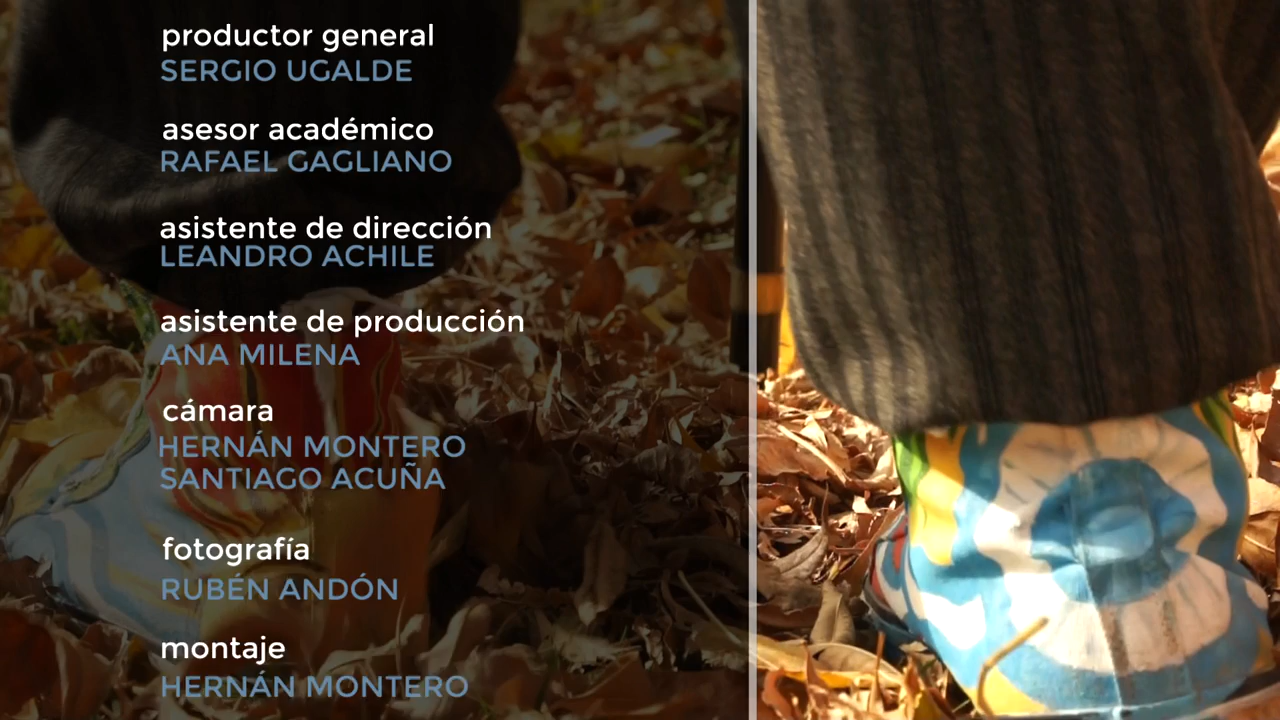 productor general
SERGIO UGALDE
asesor académico
RAFAEL GAGLIANO
asistente de dirección
LEANDRO ACHILE
asistente de producción
ANA MILENA
cámara
HERNÁN MONTERO
SANTIAGO ACUÑA
fotografía
RUBÉN ANDÓN
montaje
HERNÁN MONTERO